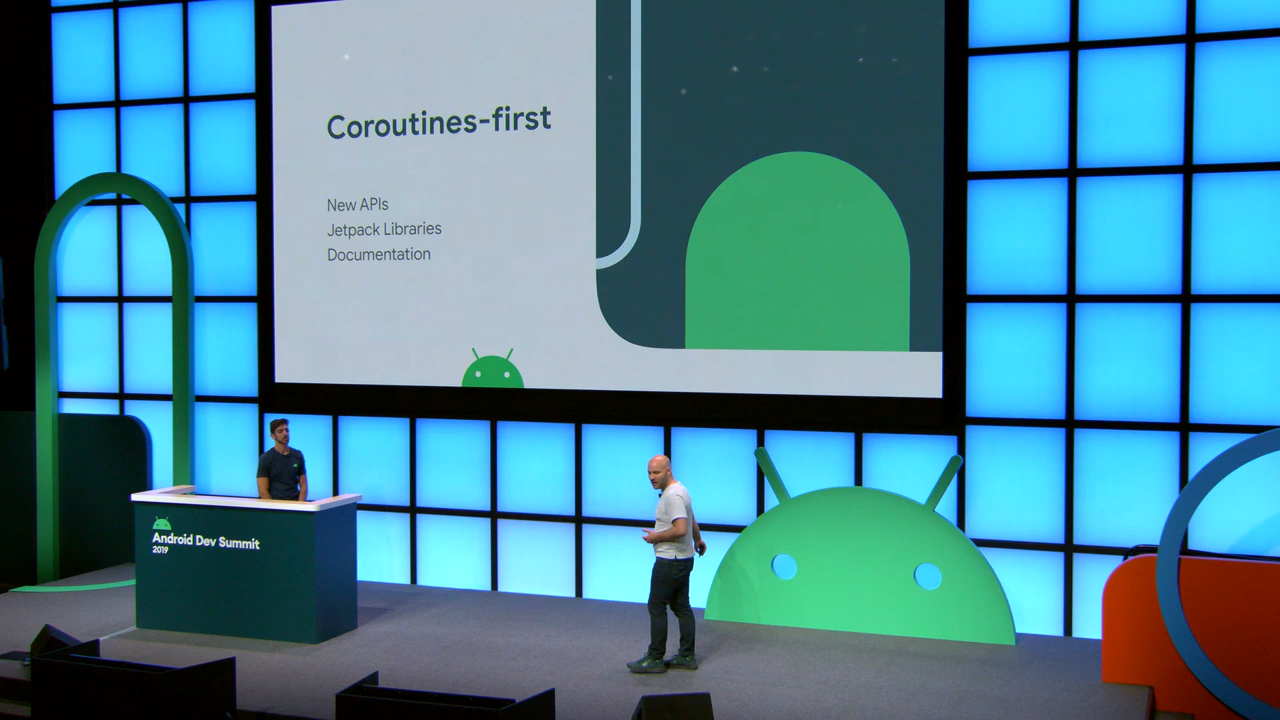 Coroutines-first
New APIs
Jetpack Libraries
Documentation
Android Dev Summit
2019